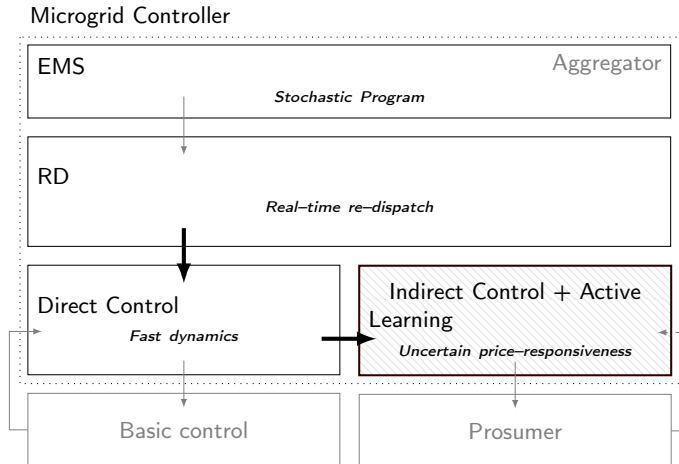 Microgrid Controller
EMS
Aggregator
Stochastic Program
RD
Real–time re–dispatch
Direct Control
Fast dynamics
Indirect Control + Active
Learning
Uncertain price–responsiveness
Basic control
Prosumer